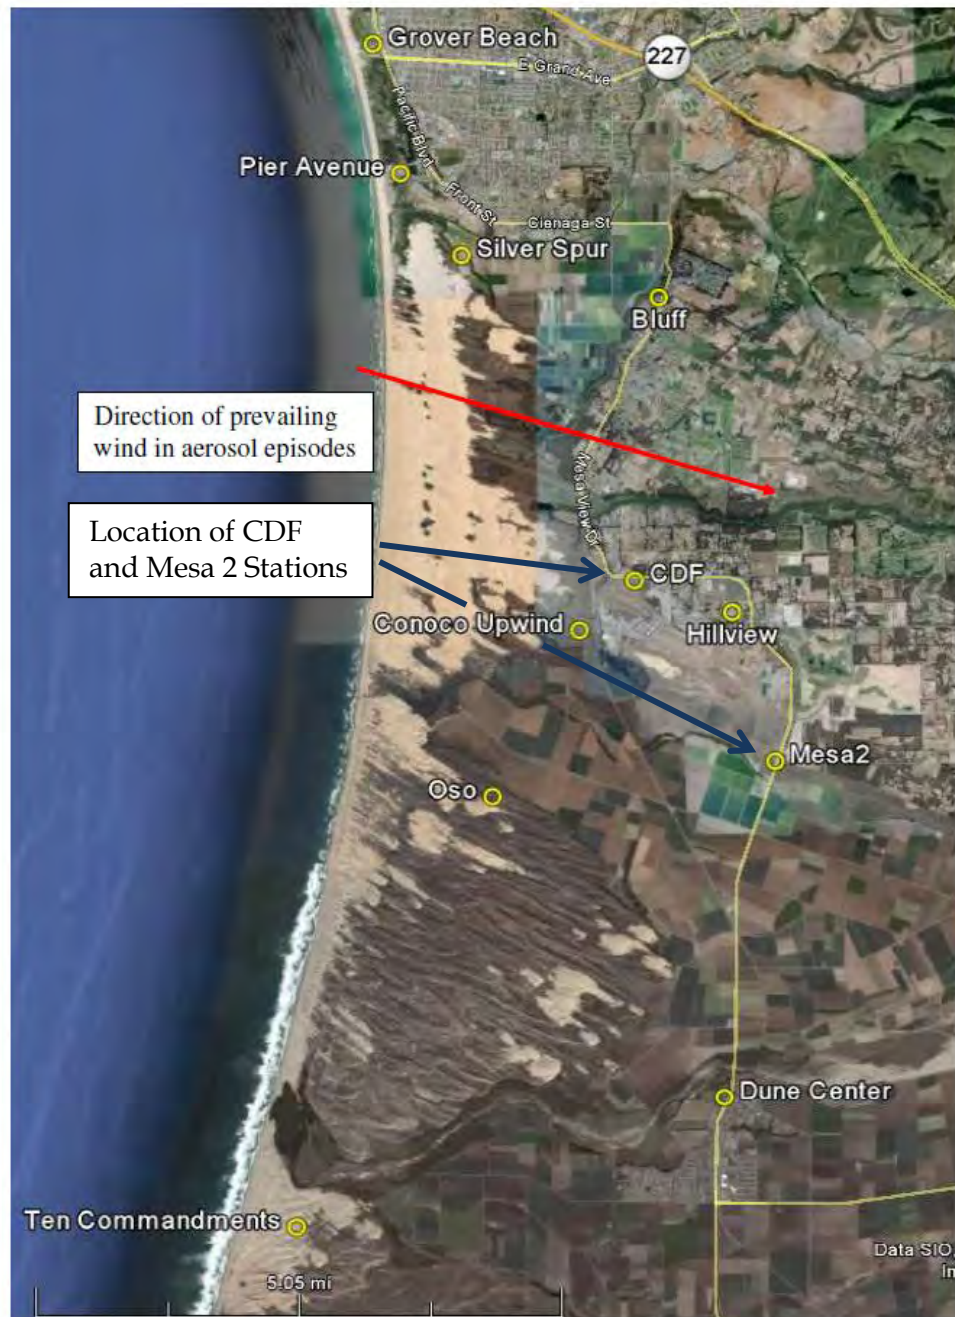 Grover Beach
227
E Grand Ave
Pacific Blvd
Pier Avenue
Front St
Cienaga St
Silver Spur
Bluff
Direction of prevailing
wind in aerosol episodes
Mesa View Dr
Location of CDF
and Mesa 2 Stations
CDF
Conoco Upwind
Hillview
Mesa2
Oso
Dune Center
Ten Commandments
Data SIO,
5.05 mi